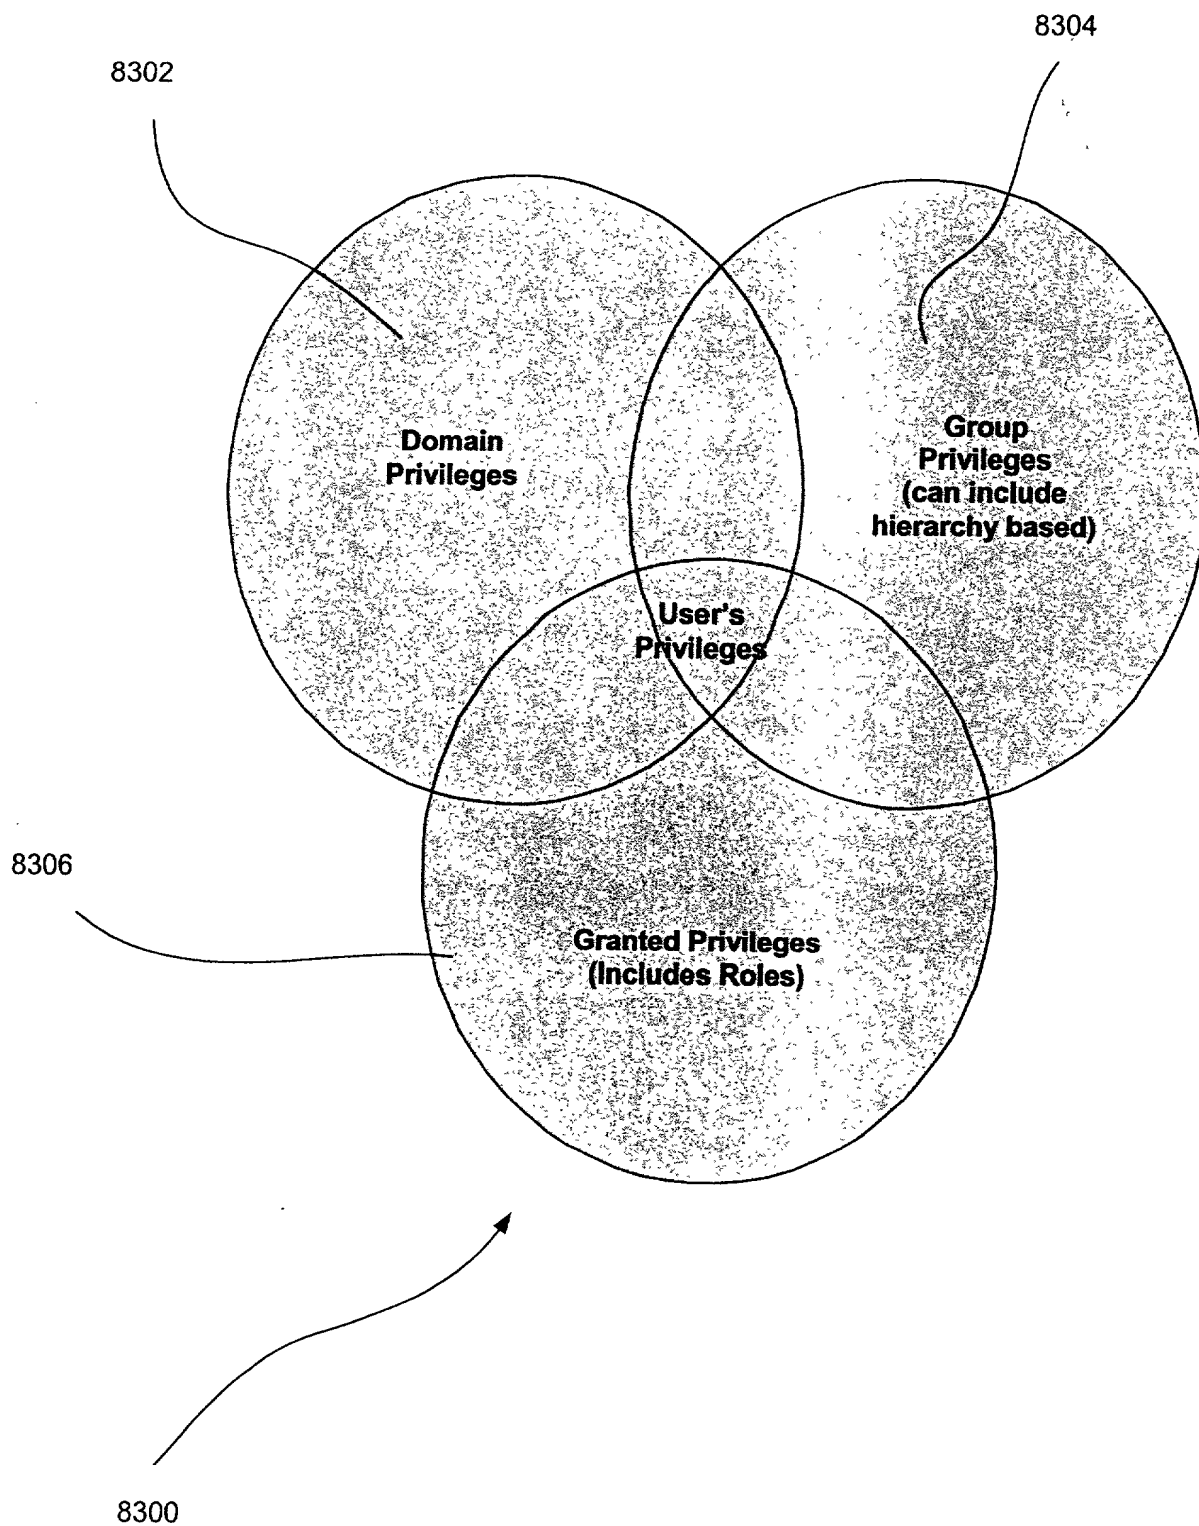 8304
8302
Domain
Privileges
Group
Privileges
(can include
hierarchy based)
User's
Privileges
8306
Granted Privileges
(Includes Roles)
8300